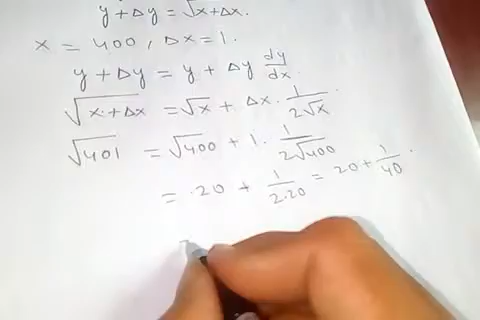 y + Δy = √x+Δx.
x = 400, Δx = 1.
y + Δy = y + Δy dy/dx
√x+Δx = √x + Δx · 1/2√x
√401 = √400 + 1 · 1/2√400
= 20 + 1/2·20 = 20 + 1/40.